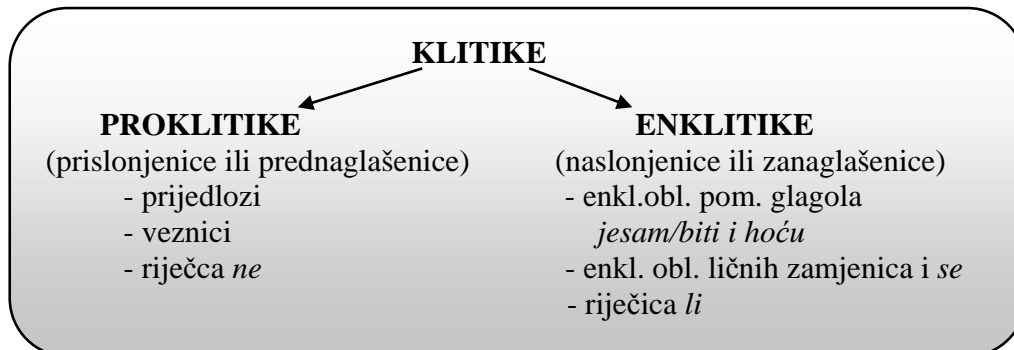 KLITIKE
PROKLITIKE
(prislonjenice ili prednaglašenice)
- prijedlozi
- veznici
- riječca ne
ENKLITIKE
(naslonjenice ili zanaglašenice)
- enkl.obl. pom. glagola
jesam/biti i hoću
- enkl. obl. ličnih zamjenica i se
- riječica li